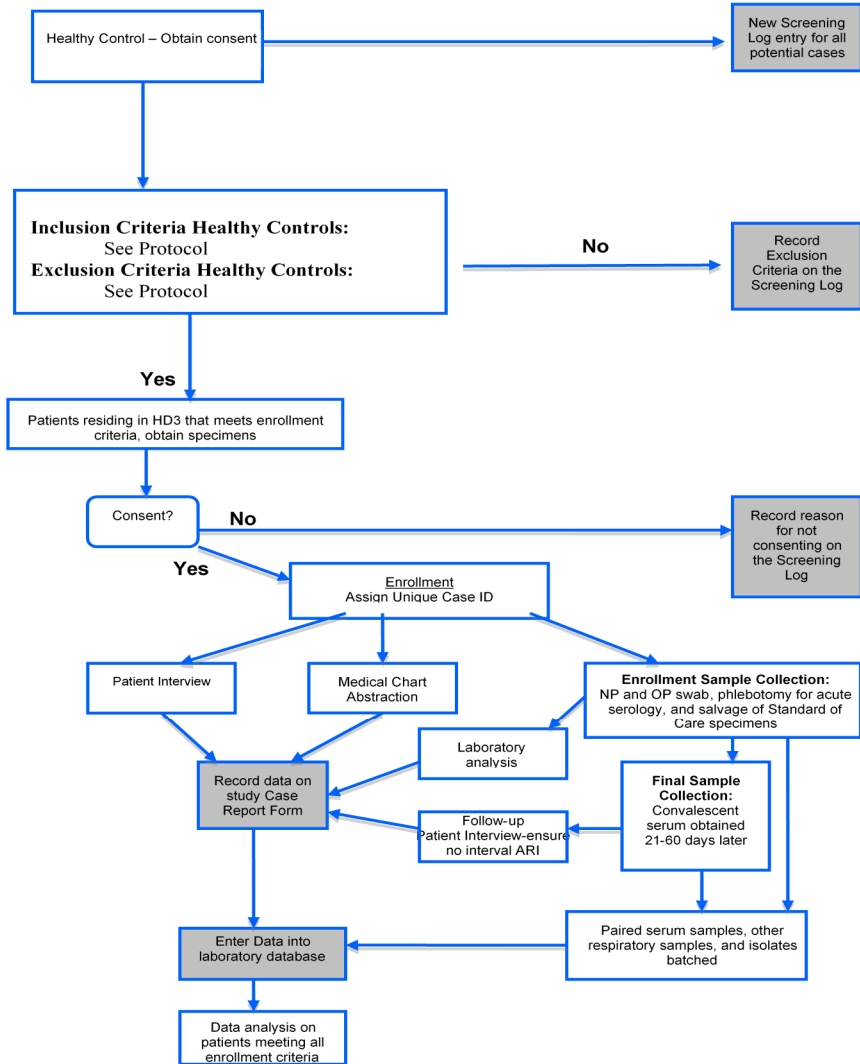 Healthy Control – Obtain consent
New Screening
Log entry for all
potential cases
Inclusion Criteria Healthy Controls:
See Protocol
Exclusion Criteria Healthy Controls:
See Protocol
No
Record
Exclusion
Criteria on the
Screening Log
Yes
Patients residing in HD3 that meets enrollment
criteria, obtain specimens
Consent?
No
Record reason
for not
consenting on
the Screening
Log
Yes
Enrollment
Assign Unique Case ID
Patient Interview
Medical Chart
Abstraction
Enrollment Sample Collection:
NP and OP swab, phlebotomy for acute
serology, and salvage of Standard of
Care specimens
Laboratory
analysis
Record data on
study Case
Report Form
Final Sample
Collection:
Convalescent
serum obtained
21-60 days later
Follow-up
Patient Interview-ensure
no interval ARI
Paired serum samples, other
respiratory samples, and isolates
batched
Enter Data into
laboratory database
Data analysis on
patients meeting all
enrollment criteria